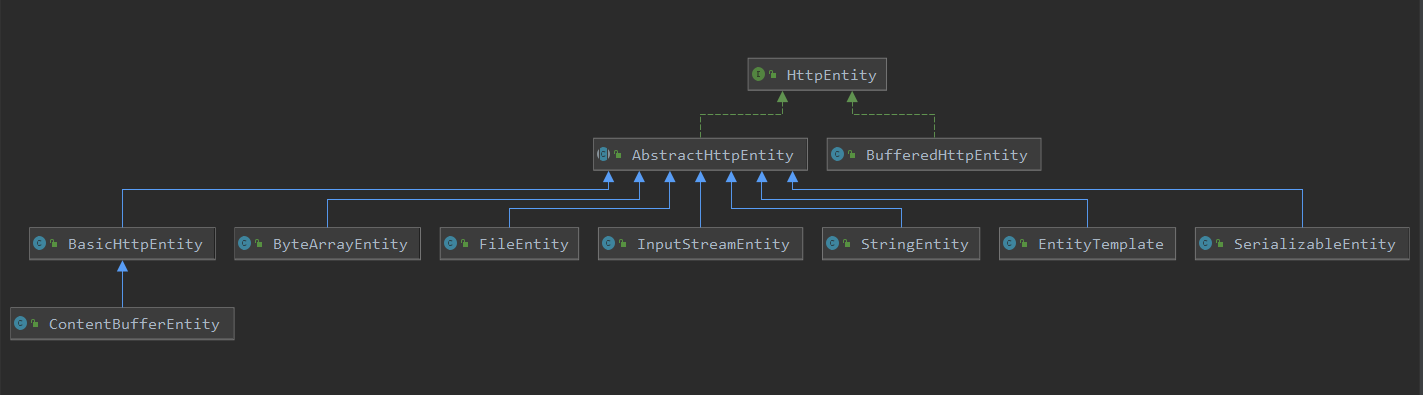 HttpEntity
AbstractHttpEntity
BufferedHttpEntity
BasicHttpEntity
ByteArrayEntity
FileEntity
InputStreamEntity
StringEntity
EntityTemplate
SerializableEntity
ContentBufferEntity